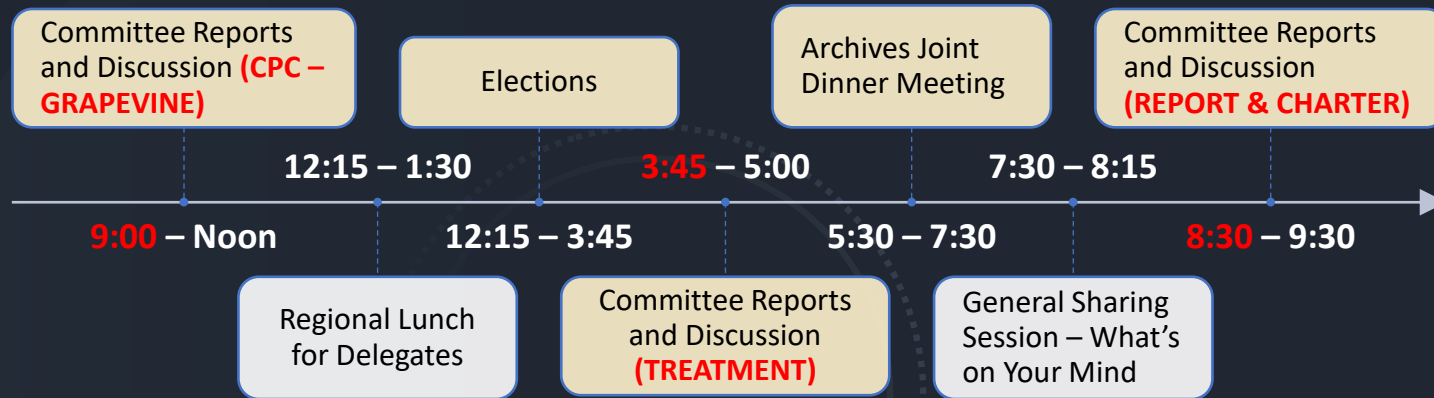 Committee Reports
and Discussion (CPC –
GRAPEVINE)
Elections
Archives Joint
Dinner Meeting
Committee Reports
and Discussion
(REPORT & CHARTER)
12:15 – 1:30
3:45 – 5:00
7:30 – 8:15
9:00 – Noon
12:15 – 3:45
5:30 – 7:30
8:30 – 9:30
Regional Lunch
for Delegates
Committee Reports
and Discussion
(TREATMENT)
General Sharing
Session – What's
on Your Mind